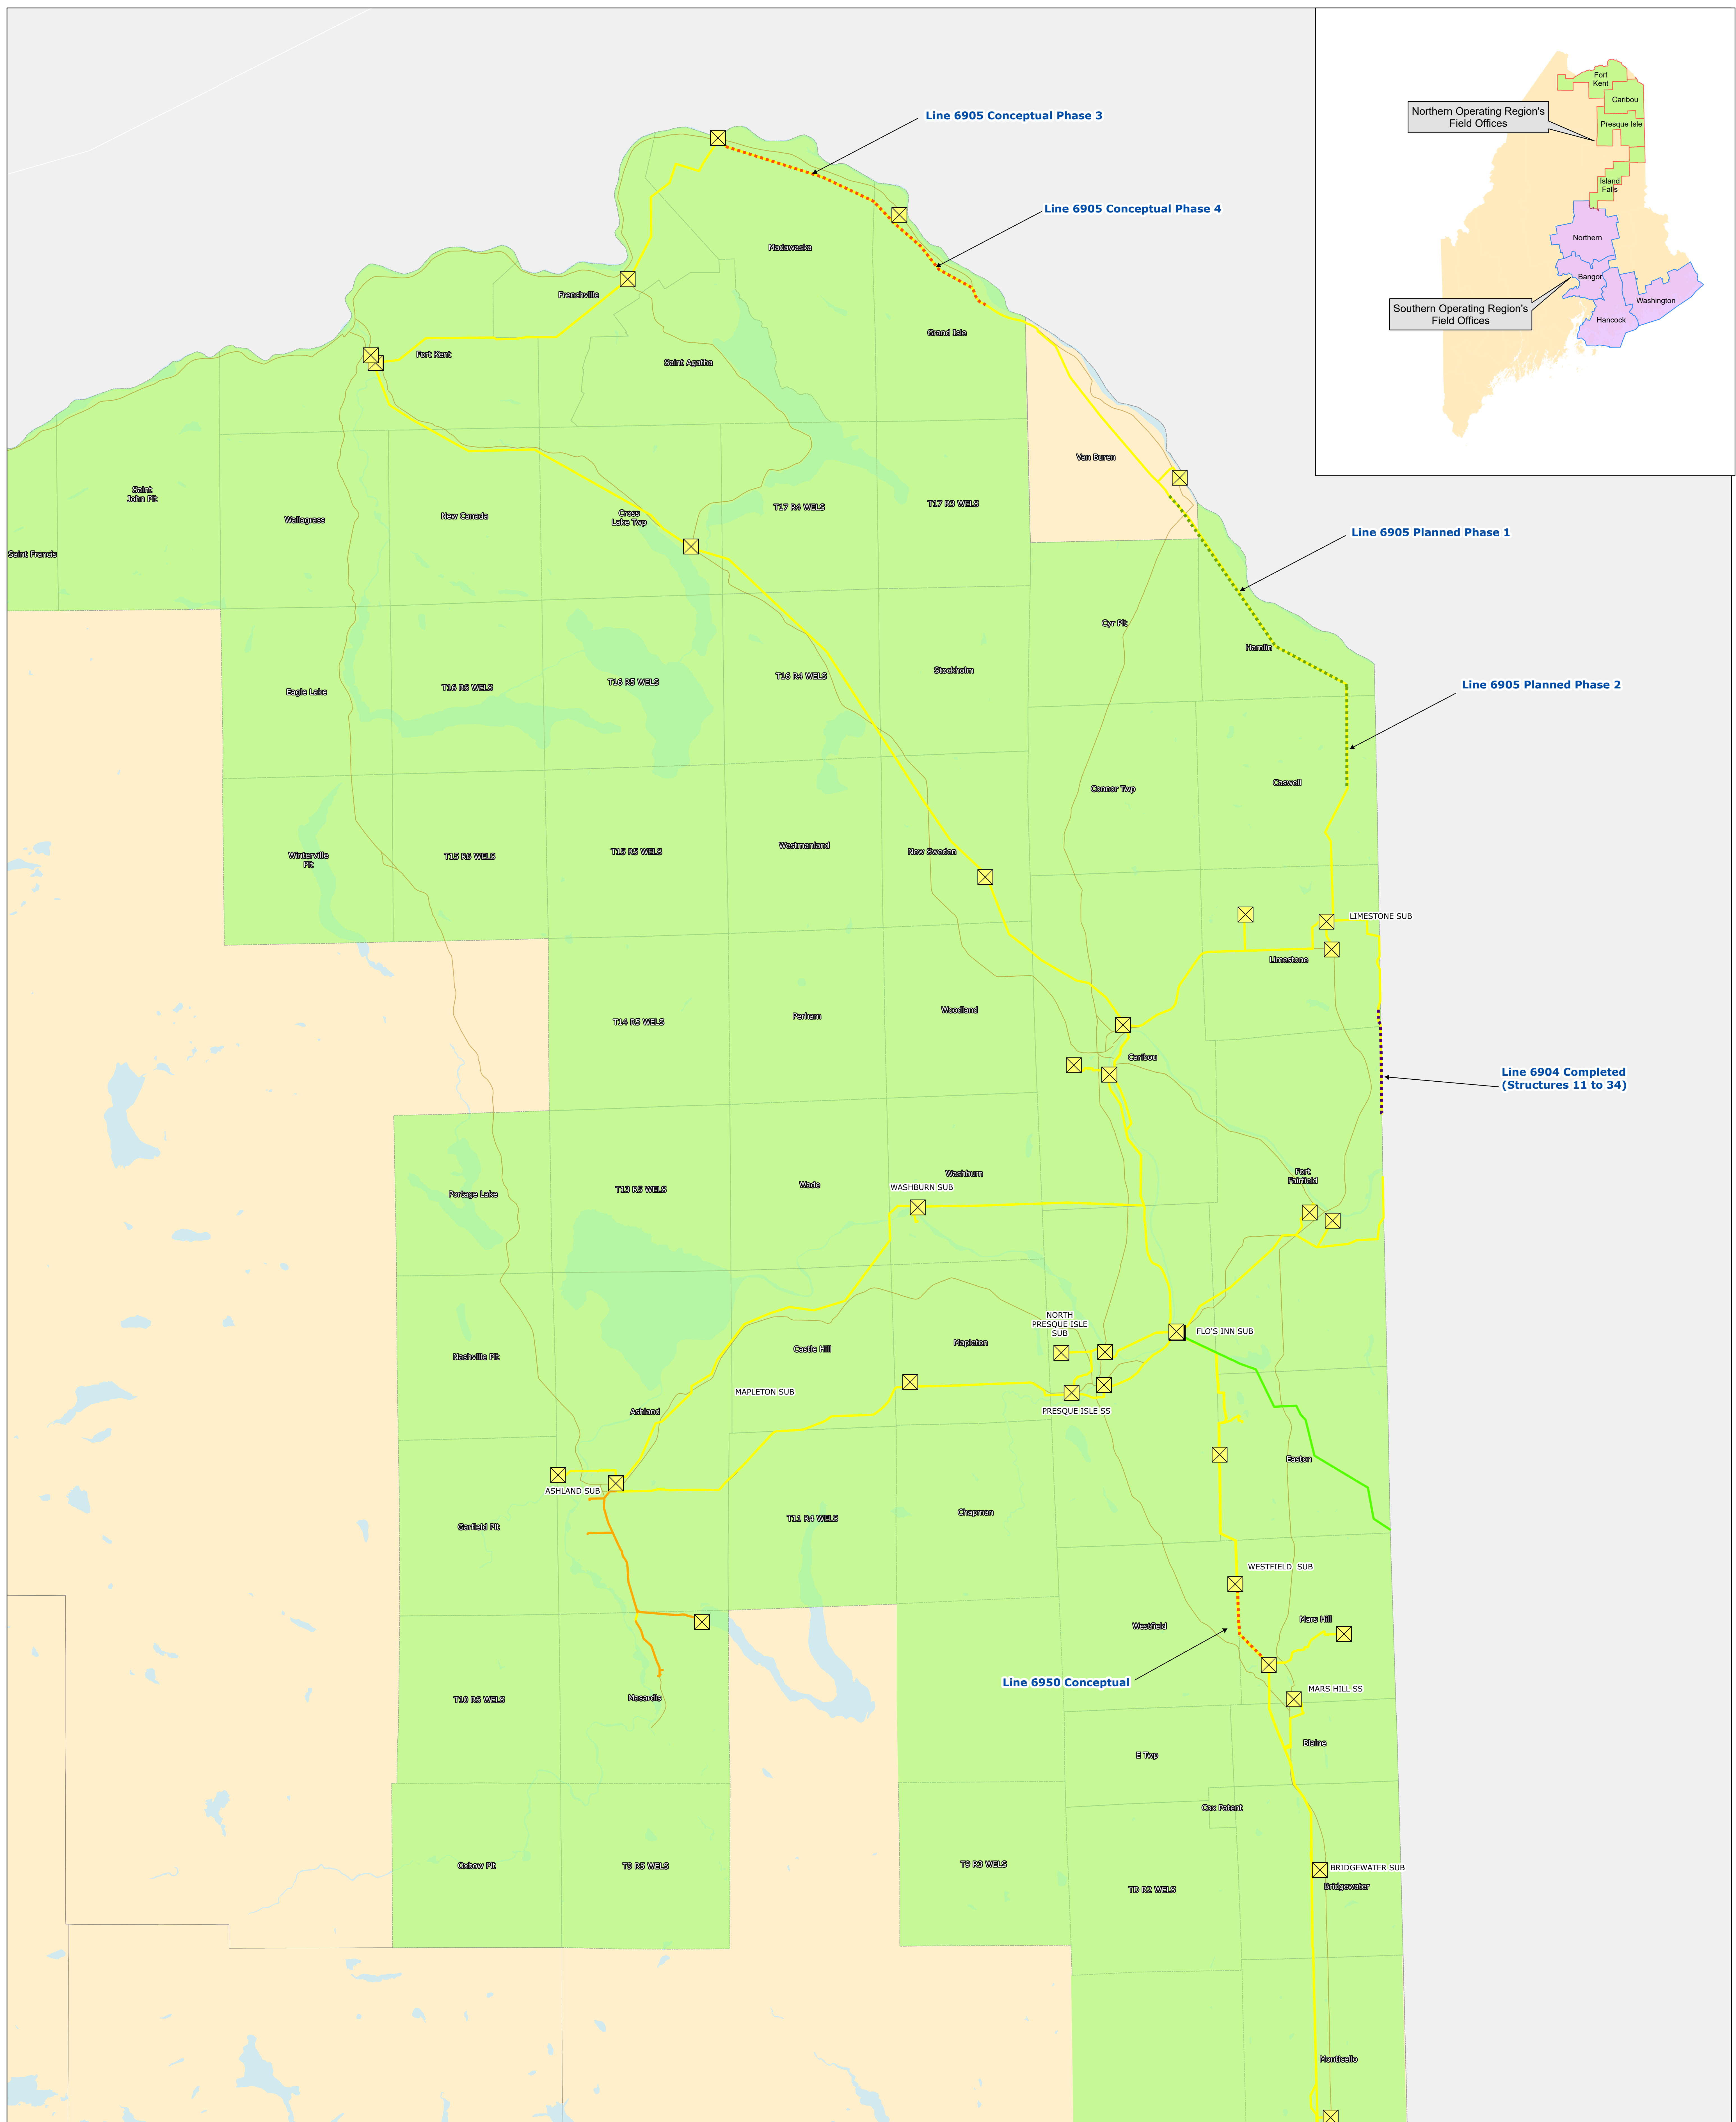 Fort
Kent
Caribou
Northern Operating Region's
Field Offices
Presque Isle
Island
Falls
Northern
Bangor
Washington
Southern Operating Region's
Field Offices
Hancock
Line 6905 Conceptual Phase 3
Line 6905 Conceptual Phase 4
Madawaska
Frenchville
Grand Isle
Fort Kent
Saint Agatha
Van Buren
Saint
John Plt
T17 R4 WELS
T17 R3 WELS
Wallagrass
New Canada
Cross
Lake Twp
Line 6905 Planned Phase 1
Saint Francis
Cyr Plt
Hamlin
Stockholm
T16 R4 WELS
T16 R5 WELS
T16 R6 WELS
Eagle Lake
Line 6905 Planned Phase 2
Caswell
Connor Twp
Westmanland
New Sweden
T15 R5 WELS
T15 R6 WELS
Winterville
Plt
LIMESTONE SUB
Limestone
Woodland
Perham
T14 R5 WELS
Caribou
Line 6904 Completed
(Structures 11 to 34)
Washburn
Fort
Fairfield
Wade
WASHBURN SUB
T13 R5 WELS
Portage Lake
NORTH
PRESQUE ISLE
SUB
FLO'S INN SUB
Mapleton
Castle Hill
Nashville Plt
MAPLETON SUB
Ashland
PRESQUE ISLE SS
Easton
ASHLAND SUB
Chapman
T11 R4 WELS
Garfield Plt
WESTFIELD  SUB
Mars Hill
Westfield
Line 6950 Conceptual
MARS HILL SS
Masardis
T10 R6 WELS
Blaine
E Twp
Cox Patent
T9 R3 WELS
Oxbow Plt
T9 R5 WELS
BRIDGEWATER SUB
Bridgewater
TD R2 WELS
Monticello